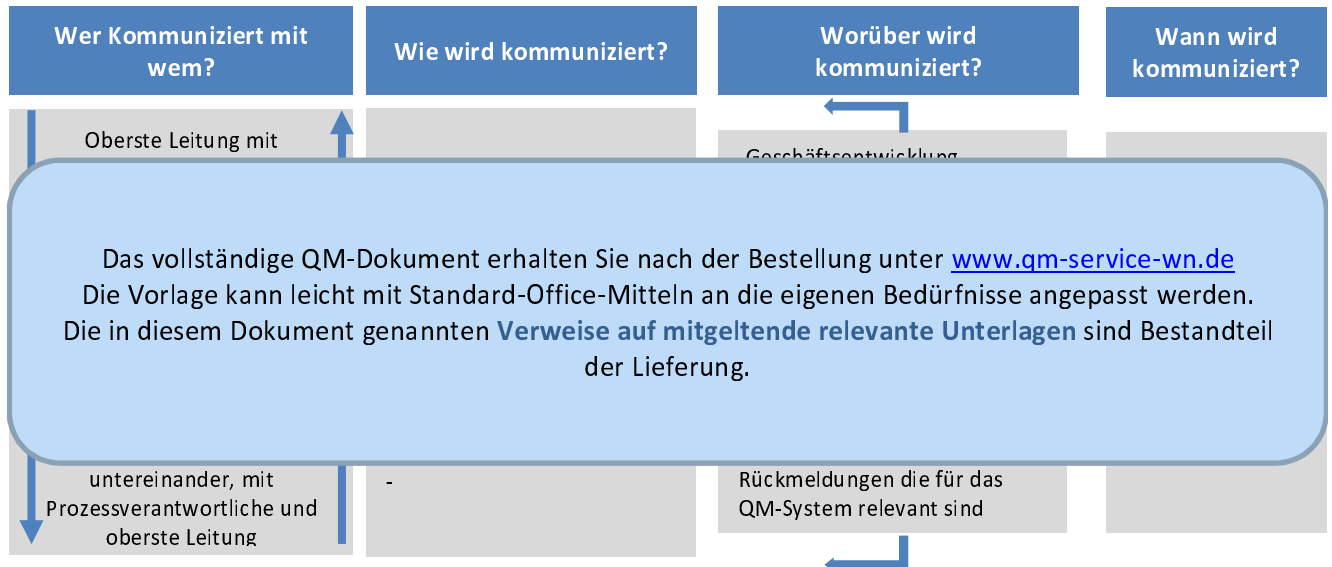 Wer Kommuniziert mit
wem?
Wie wird kommuniziert?
Worüber wird
kommuniziert?
Wann wird
kommuniziert?
Oberste Leitung mit
Geschäftsentwicklung
Das vollständige QM-Dokument erhalten Sie nach der Bestellung unter www.qm-service-wn.de
Die Vorlage kann leicht mit Standard-Office-Mitteln an die eigenen Bedürfnisse angepasst werden.
Die in diesem Dokument genannten Verweise auf mitgeltende relevante Unterlagen sind Bestandteil
der Lieferung.
untereinander, mit
Prozessverantwortliche und
oberste Leitung
-
Rückmeldungen die für das
QM-System relevant sind